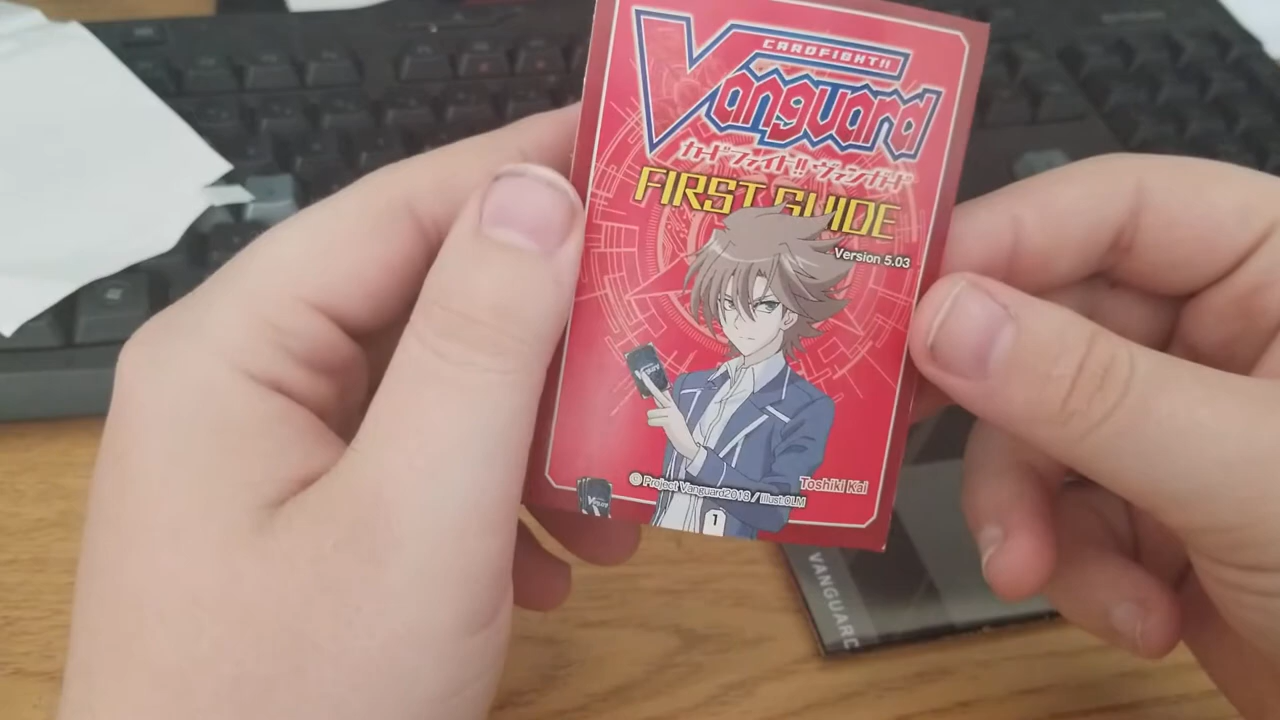 CARDFIGHT!!
Vanguard
カードファイト!! ヴァンガード
FIRST GUIDE
Version 5.03
Toshiki Kai
© Project Vanguard2018 / Illust:OLM
1
VANGUARD